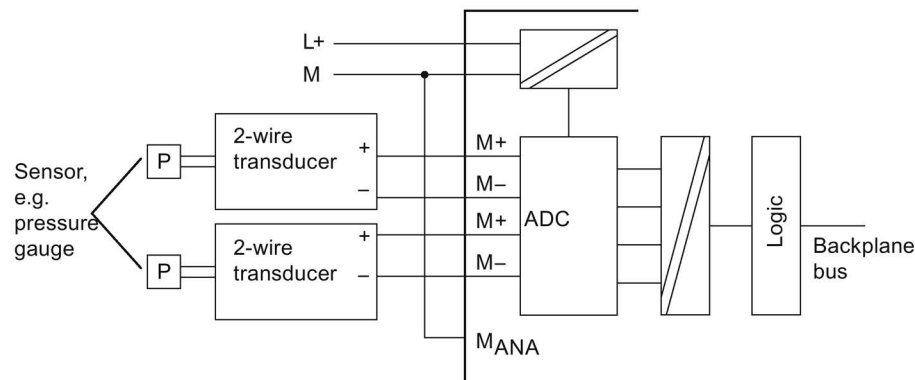 L+
M
2-wire
transducer
+
–
P
M+
M–
Sensor,
e.g.
pressure
gauge
M+
M–
ADC
Logic
Backplane
bus
2-wire
transducer
+
–
P
MANA